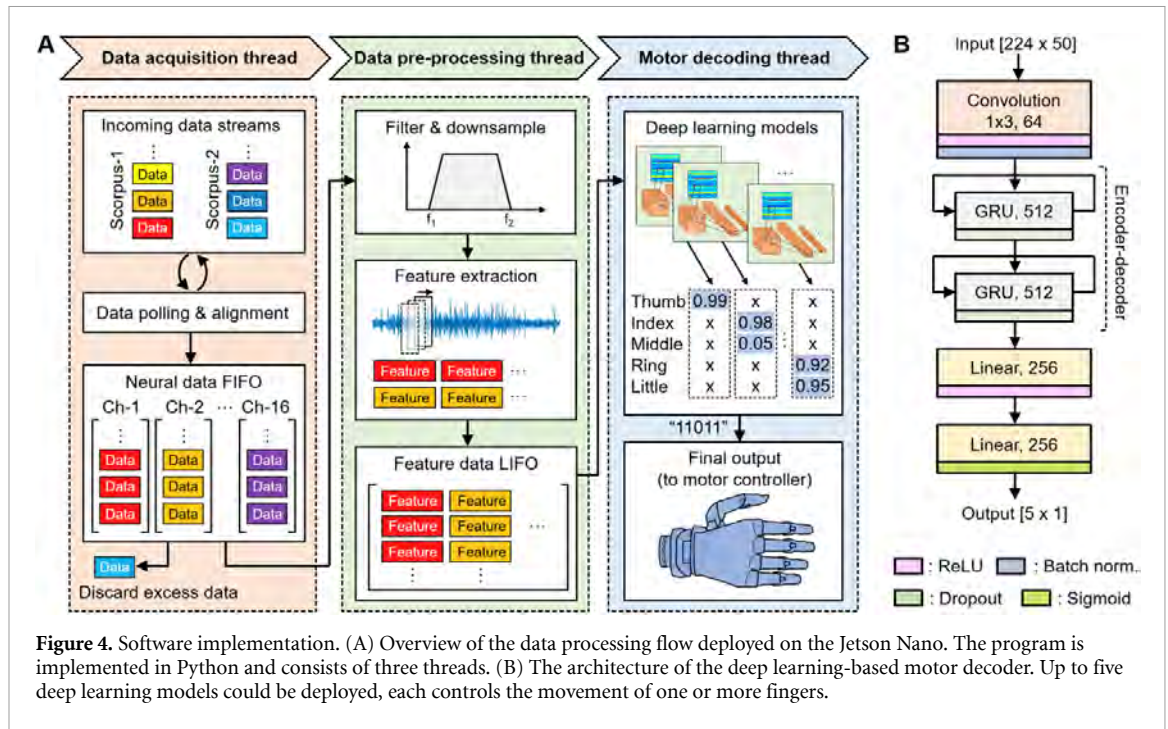 A
Data acquisition thread
Data pre-processing thread
Motor decoding thread
Incoming data streams
Scorpus-1
Scorpus-2
Data
Data
Data
Data
Data
Data
Data polling & alignment
Neural data FIFO
Ch-1 Ch-2 ⋯ Ch-16
⋮ ⋮ ⋮
Data Data Data
Data Data Data
Data Data Data
Data
Discard excess data
Filter & downsample
f1 f2
Feature extraction
Feature Feature ⋯
Feature Feature ⋯
Feature data LIFO
Feature Feature
Feature Feature ⋯
Feature Feature
⋮ ⋮
Deep learning models
⋯
Thumb 0.99 x x
Index x 0.98 x
Middle x 0.05 : x
Ring x x 0.92
Little x x 0.95
"11011"
Final output
(to motor controller)
B
Input [224 x 50]
Convolution
1x3, 64
GRU, 512
GRU, 512
Encoder-decoder
Linear, 256
Linear, 256
Output [5 x 1]
: ReLU
: Batch norm.
: Dropout
: Sigmoid
Figure 4. Software implementation. (A) Overview of the data processing flow deployed on the Jetson Nano. The program is
implemented in Python and consists of three threads. (B) The architecture of the deep learning-based motor decoder. Up to five
deep learning models could be deployed, each controls the movement of one or more fingers.